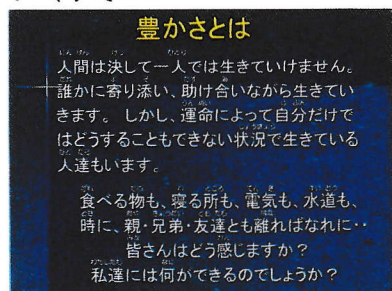 豊かさとは
人間は決して一人では生きていけません。
誰かに寄り添い、助け合いながら生きてい
きます。しかし、運命によって自分だけで
はどうすることもできない状況で生きている
人達もいます。
食べる物も、寝る所も、電気も、水道も、
時に、親・兄弟・友達とも離ればなれに‥
皆さんはどう感じますか？
私達には何ができるのでしょうか？